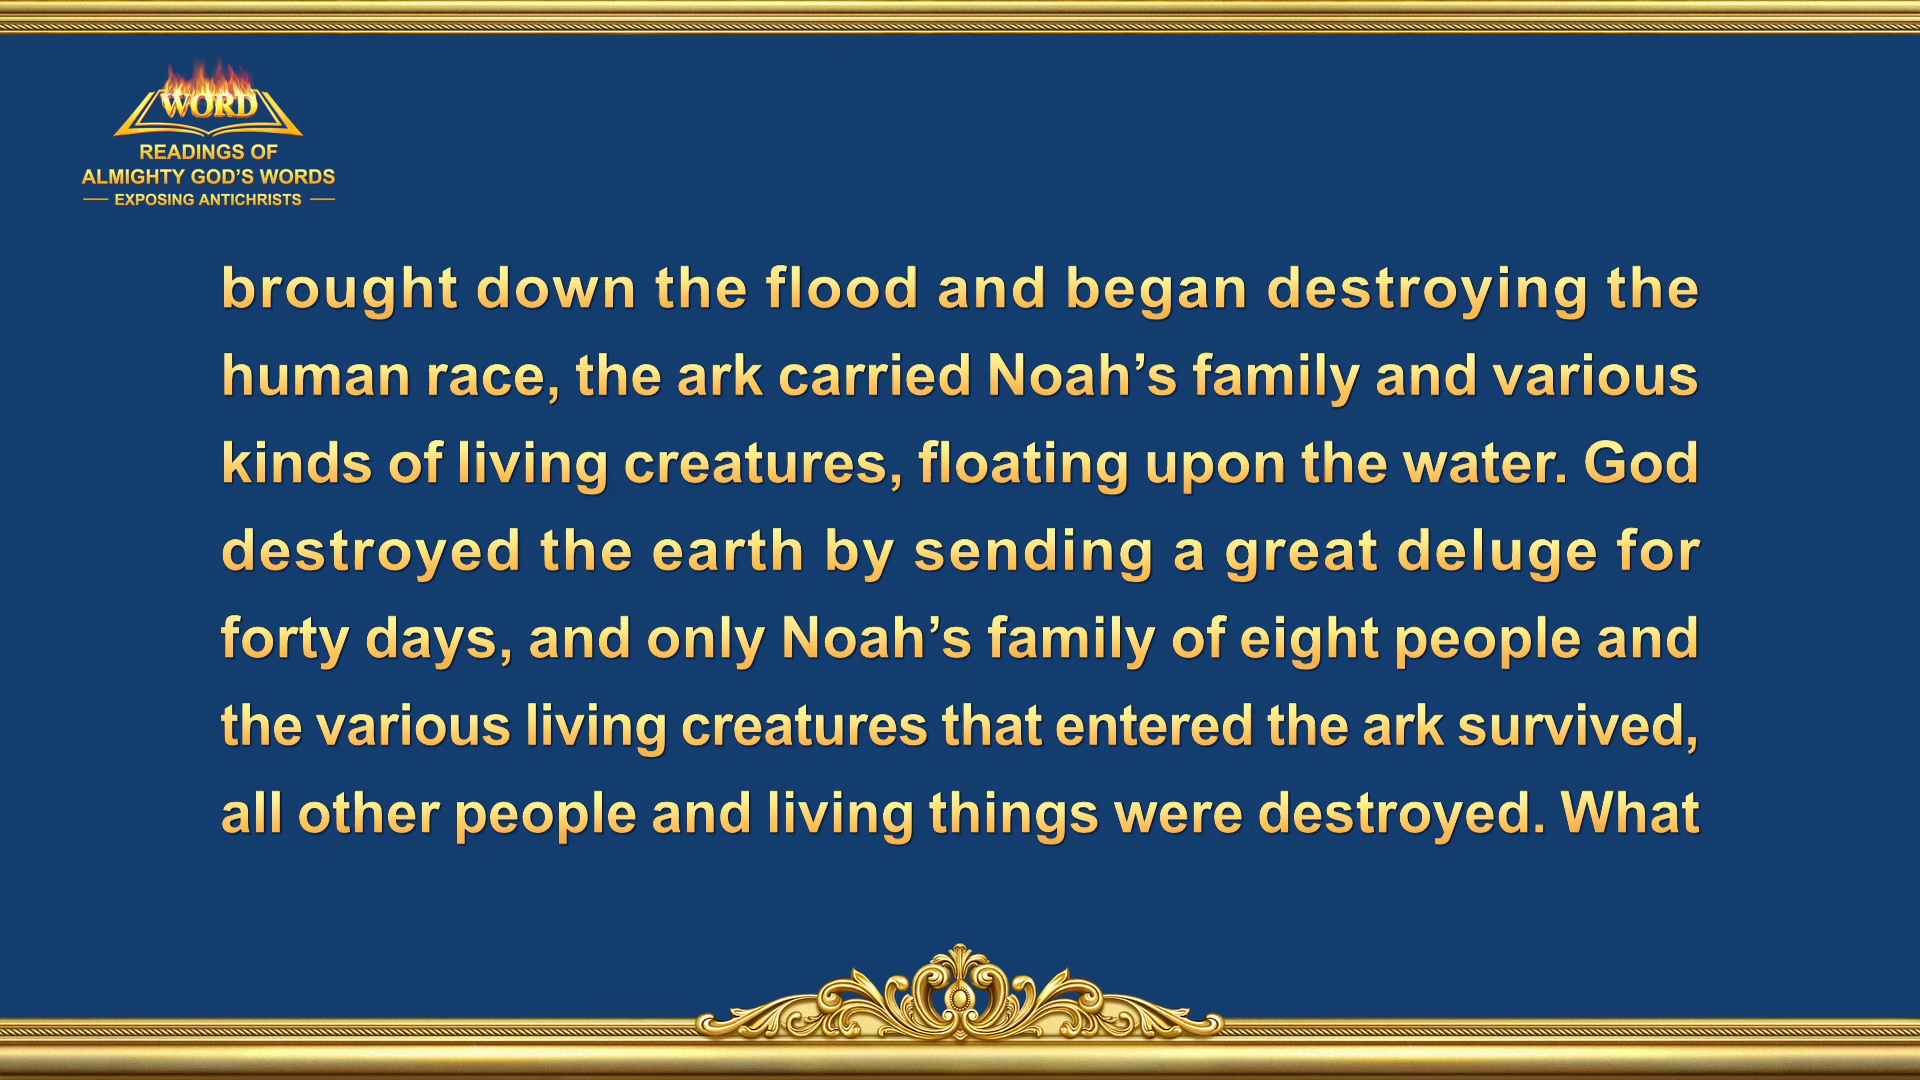 WORD
READINGS OF
ALMIGHTY GOD’S WORDS
EXPOSING ANTICHRISTS
brought down the flood and began destroying the
human race, the ark carried Noah’s family and various
kinds of living creatures, floating upon the water. God
destroyed the earth by sending a great deluge for
forty days, and only Noah’s family of eight people and
the various living creatures that entered the ark survived,
all other people and living things were destroyed. What